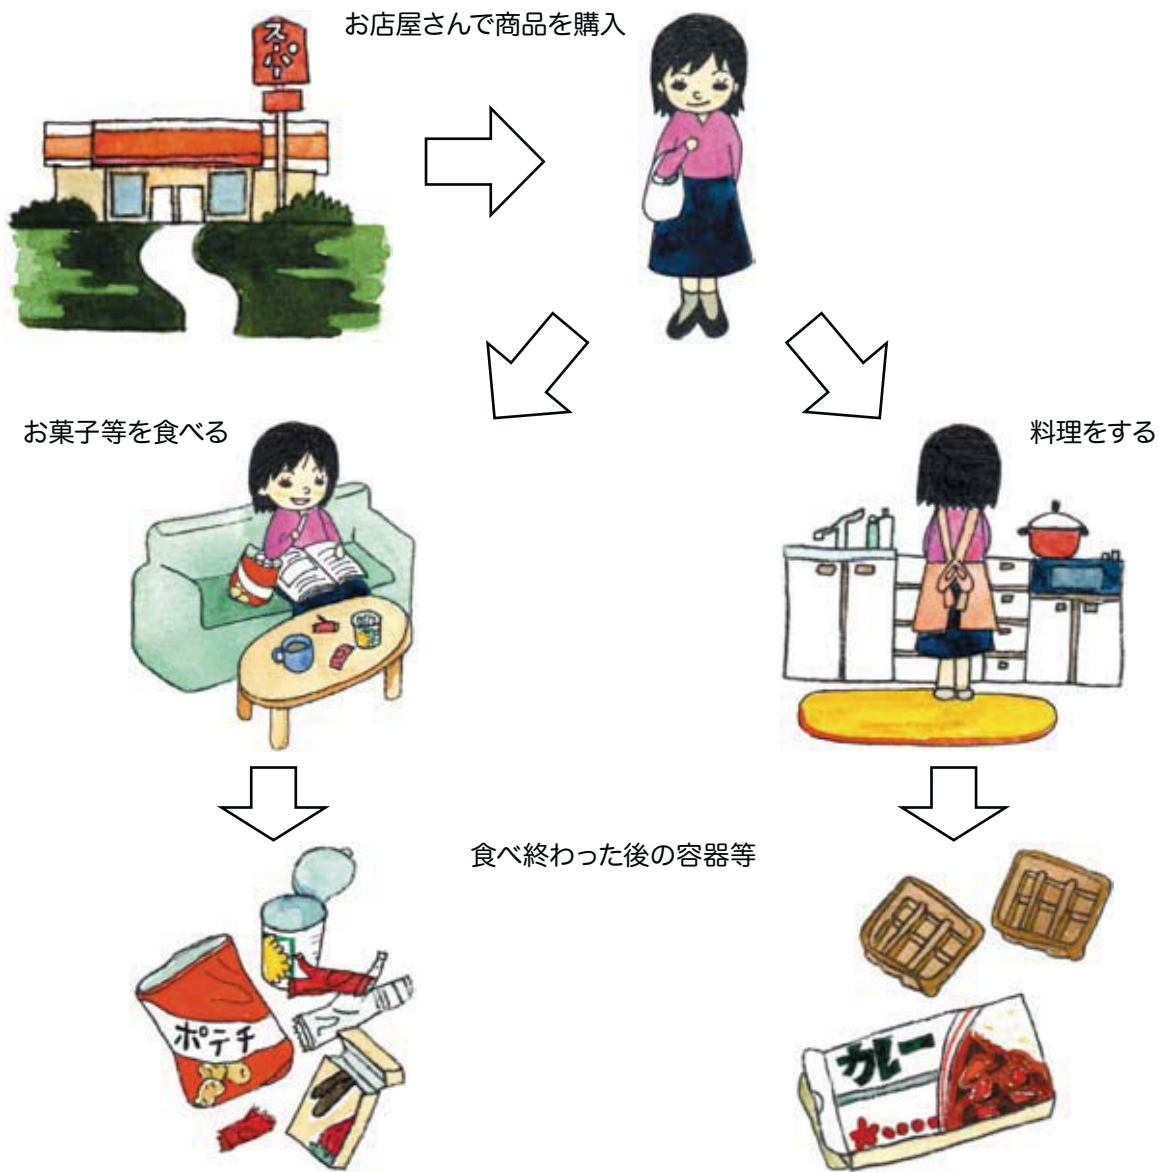 お店屋さんで商品を購入
スーパー
お菓子等を食べる
料理をする
食べ終わった後の容器等
ポテチ
カレー